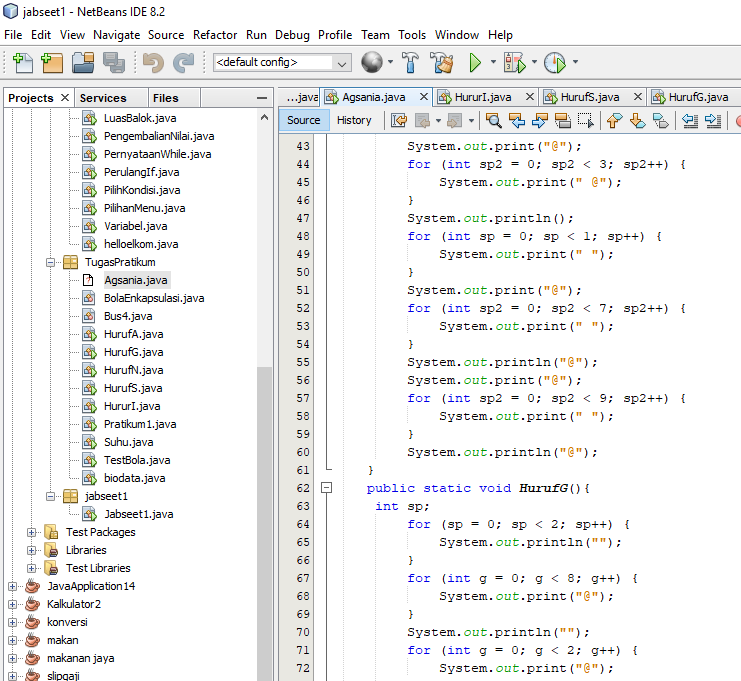 jabseet1 - NetBeans IDE 8.2
File Edit View Navigate Source Refactor Run Debug Profile Team Tools Window Help
<default config>
Projects Services Files
LuasBalok.java
PengembalianNilai.java
PernyataanWhile.java
PerulangIf.java
PilihKondisi.java
PilihanMenu.java
Variabel.java
helloelkom.java
TugasPratikum
Agsania.java
BolaEnkapsulasi.java
Bus4.java
HurufA.java
HurufG.java
HurufN.java
HurufS.java
HururI.java
Pratikum1.java
Suhu.java
TestBola.java
biodata.java
jabseet1
Jabseet1.java
Test Packages
Libraries
Test Libraries
JavaApplication14
Kalkulator2
konversi
makan
makanan jaya
slipgaji
...java Agsania.java HururI.java HurufS.java HurufG.java
Source History
43 System.out.print("@");
44 for (int sp2 = 0; sp2 < 3; sp2++) {
45 System.out.print(" @");
46 }
47 System.out.println();
48 for (int sp = 0; sp < 1; sp++) {
49 System.out.print(" ");
50 }
51 System.out.print("@");
52 for (int sp2 = 0; sp2 < 7; sp2++) {
53 System.out.print(" ");
54 }
55 System.out.println("@");
56 System.out.print("@");
57 for (int sp2 = 0; sp2 < 9; sp2++) {
58 System.out.print(" ");
59 }
60 System.out.println("@");
61 }
62 public static void HurufG(){
63 int sp;
64 for (sp = 0; sp < 2; sp++) {
65 System.out.println("");
66 }
67 for (int g = 0; g < 8; g++) {
68 System.out.print("@");
69 }
70 System.out.println("");
71 for (int g = 0; g < 2; g++) {
72 System.out.print("@");